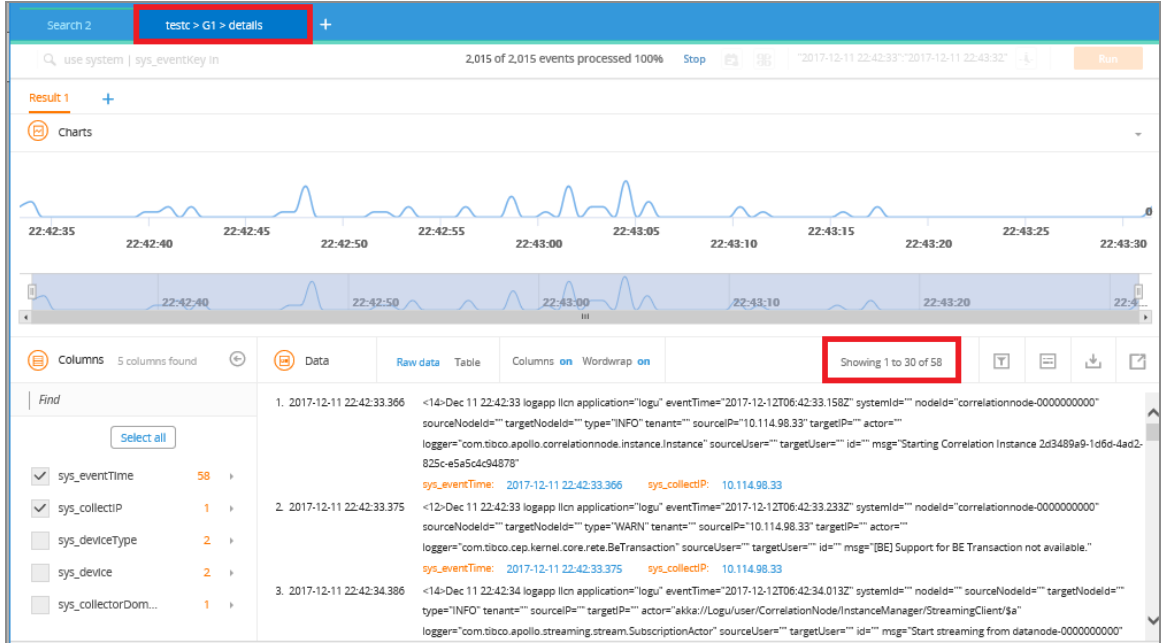 Search 2 testc > G1 > details +
use system | sys_eventKey in 2,015 of 2,015 events processed 100% Stop "2017-12-11 22:42:33":"2017-12-11 22:43:32" Run
Result 1 +
Charts
0
22:42:35 22:42:45 22:42:55 22:43:05 22:43:15 22:43:25
22:42:40 22:42:50 22:43:00 22:43:10 22:43:20 22:43:30
22:42:40 22:42:50 22:43:00 22:43:10 22:43:20 22:4...
Columns 5 columns found Data Raw data Table Columns on Wordwrap on Showing 1 to 30 of 58
Find
Select all
sys_eventTime 58
sys_collectIP 1
sys_deviceType 2
sys_device 2
sys_collectorDom... 1
1. 2017-12-11 22:42:33.366 <14>Dec 11 22:42:33 logapp llcn application="logu" eventTime="2017-12-12T06:42:33.158Z" systemId="" nodeId="correlationnode-0000000000"
sourceNodeId="" targetNodeId="" type="INFO" tenant="" sourceIP="10.114.98.33" targetIP="" actor=""
logger="com.tibco.apollo.correlationnode.instance.Instance" sourceUser="" targetUser="" id="" msg="Starting Correlation Instance 2d3489a9-1d6d-4ad2-
825c-e5a5c4c94878"
sys_eventTime: 2017-12-11 22:42:33.366 sys_collectIP: 10.114.98.33
2. 2017-12-11 22:42:33.375 <12>Dec 11 22:42:33 logapp llcn application="logu" eventTime="2017-12-12T06:42:33.233Z" systemId="" nodeId="correlationnode-0000000000"
sourceNodeId="" targetNodeId="" type="WARN" tenant="" sourceIP="10.114.98.33" targetIP="" actor=""
logger="com.tibco.cep.kernel.core.rete.BeTransaction" sourceUser="" targetUser="" id="" msg="[BE] Support for BE Transaction not available."
sys_eventTime: 2017-12-11 22:42:33.375 sys_collectIP: 10.114.98.33
3. 2017-12-11 22:42:34.386 <14>Dec 11 22:42:34 logapp llcn application="logu" eventTime="2017-12-12T06:42:34.013Z" systemId="" nodeId="" sourceNodeId="" targetNodeId=""
type="INFO" tenant="" sourceIP="" targetIP="" actor="akka://Logu/user/CorrelationNode/InstanceManager/StreamingClient/$a"
logger="com.tibco.apollo.streaming.stream.SubscriptionActor" sourceUser="" targetUser="" id="" msg="Start streaming from datanode-0000000000"